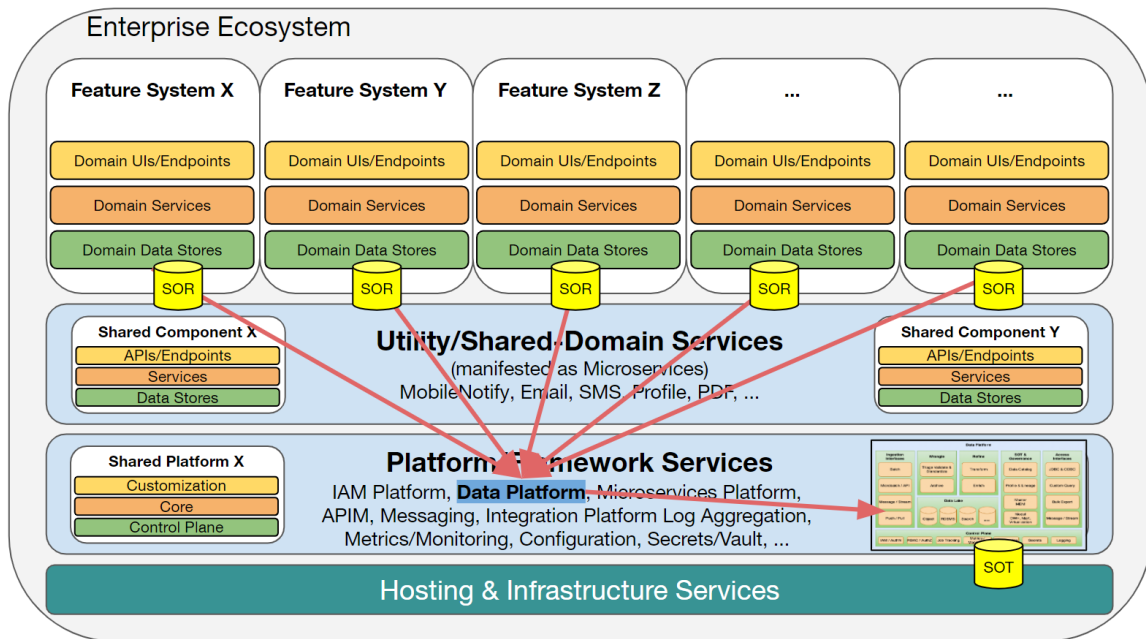 Enterprise Ecosystem
Feature System X
Feature System Y
Feature System Z
...
...
Domain UIs/Endpoints
Domain UIs/Endpoints
Domain UIs/Endpoints
Domain UIs/Endpoints
Domain UIs/Endpoints
Domain Services
Domain Services
Domain Services
Domain Services
Domain Services
Domain Data Stores
Domain Data Stores
Domain Data Stores
Domain Data Stores
Domain Data Stores
SOR
SOR
SOR
SOR
SOR
Shared Component X
APIs/Endpoints
Services
Data Stores
Utility/Shared-Domain Services
(manifested as Microservices)
MobileNotify, Email, SMS, Profile, PDF, ...
Shared Component Y
APIs/Endpoints
Services
Data Stores
Shared Platform X
Customization
Core
Control Plane
Platform/Framework Services
IAM Platform, Data Platform, Microservices Platform,
APIM, Messaging, Integration Platform Log Aggregation,
Metrics/Monitoring, Configuration, Secrets/Vault, ...
Data Platform
SOT
Hosting & Infrastructure Services